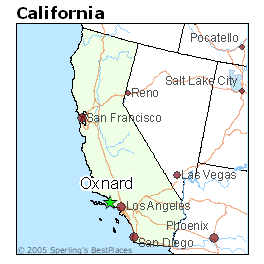 California
Pocatello
Salt Lake City
Reno
San Francisco
Las Vegas
Oxnard
Los Angeles
Phoenix
San Diego
© 2005 Sperling's BestPlaces